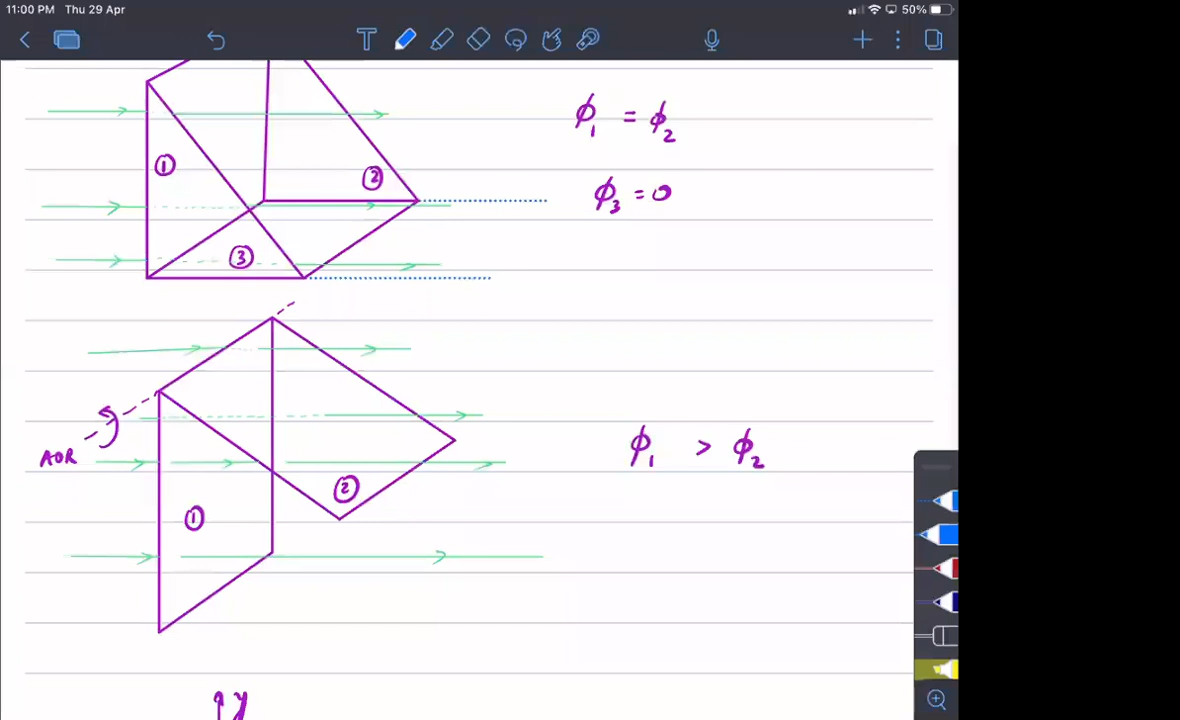 11:00 PM Thu 29 Apr
50%
ϕ₁ = ϕ₂
①
②
ϕ₃ = 0
③
AOR
ϕ₁ > ϕ₂
②
①
↑y